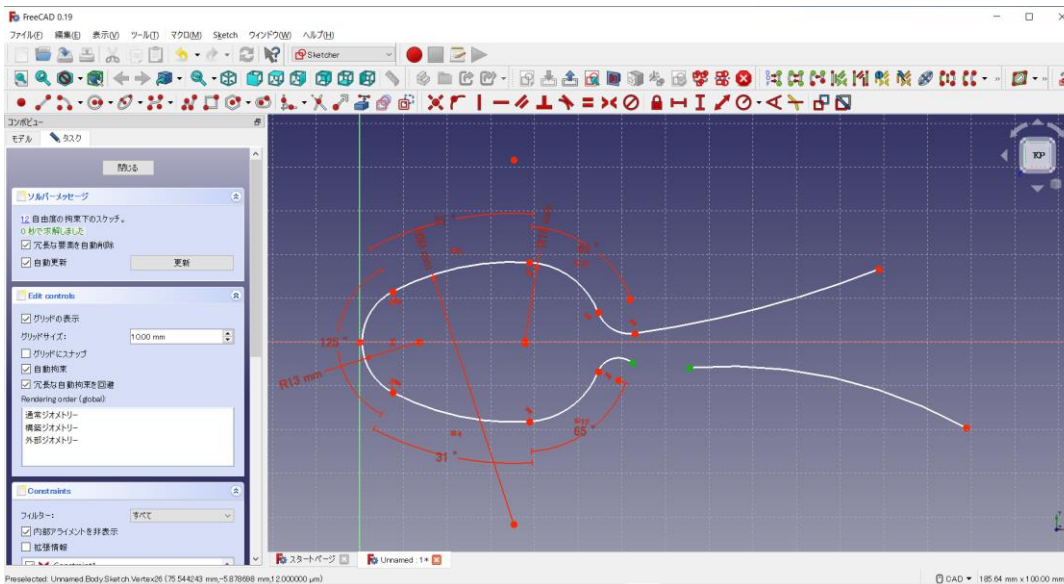 FreeCAD 0.19
ファイル(F) 編集(E) 表示(V) ツール(T) マクロ(M) Sketch ウィンドウ(W) ヘルプ(H)
Sketcher
コンボビュー
モデル タスク
閉じる
ソルバーメッセージ
12 自由度の拘束下のスケッチ。
0 秒で求解しました
冗長な要素を自動削除
自動更新 更新
Edit controls
グリッドの表示
グリッドサイズ: 10.00 mm
グリッドにスナップ
自動拘束
冗長な自動拘束を回避
Rendering order (global):
通常ジオメトリー
構築ジオメトリー
外部ジオメトリー
Constraints
フィルター: すべて
内部アライメントを非表示
拡張情報
TOP
125 °
R13 mm
31 °
65 °
スタートページ Unnamed : 1*
Preselected: Unnamed.Body.Sketch.Vertex26 (75.544243 mm,-5.878698 mm,12.000000 μm)
CAD 185.64 mm x 100.60 mm